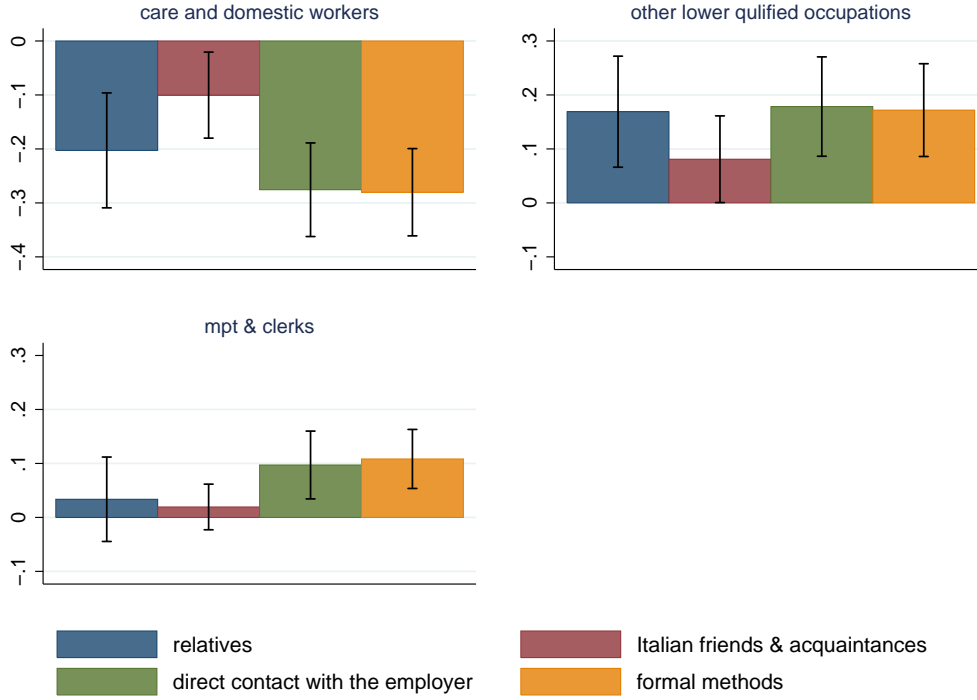 care and domestic workers
0
-.1
-.2
-.3
-.4
other lower qulified occupations
.3
.2
.1
0
-.1
mpt & clerks
.3
.2
.1
0
-.1
relatives
Italian friends & acquaintances
direct contact with the employer
formal methods